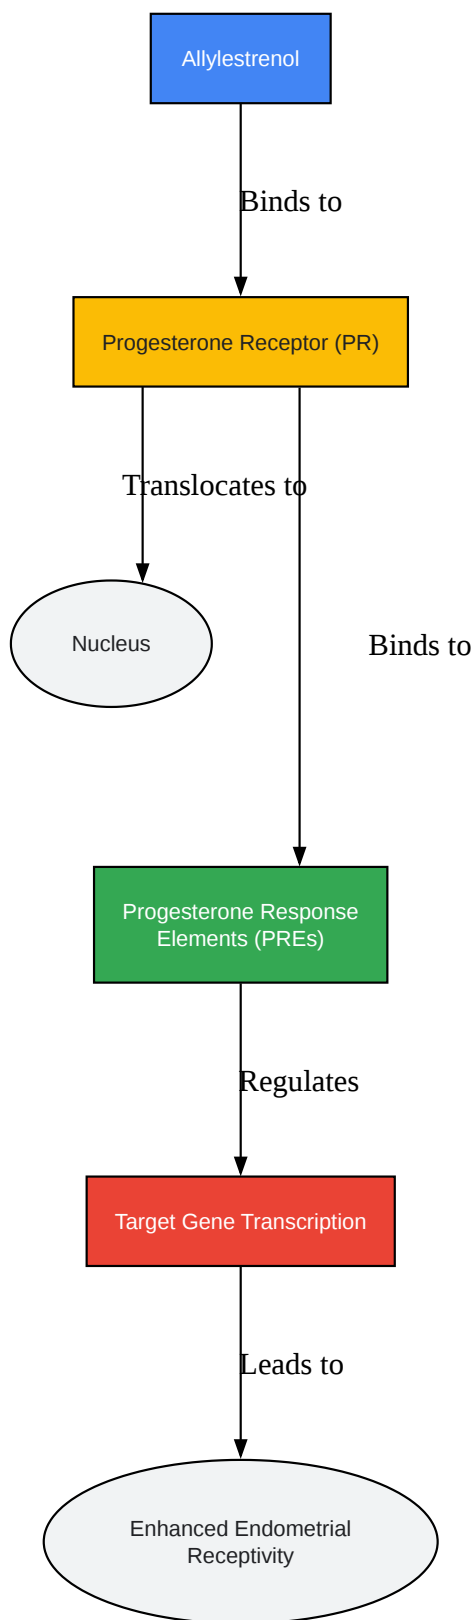 Allylestrenol
Binds to
Progesterone Receptor (PR)
Translocates to
Nucleus
Binds to
Progesterone Response
Elements (PREs)
Regulates
Target Gene Transcription
Leads to
Enhanced Endometrial
Receptivity